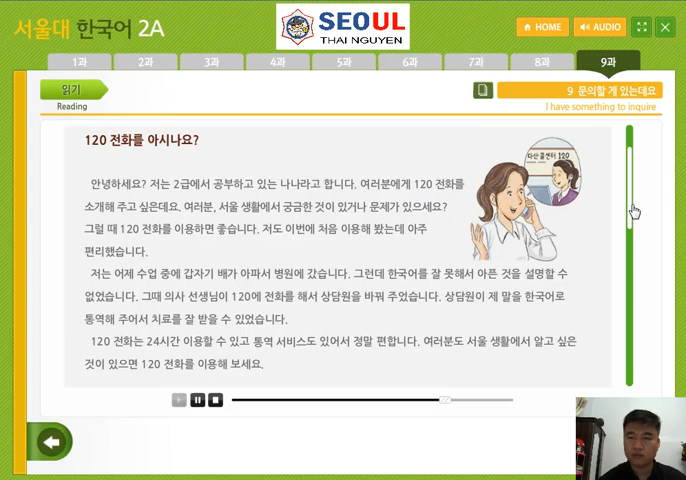 서울대 한국어 2A
SEOUL
THAI NGUYEN
HOME
AUDIO
1과
2과
3과
4과
5과
6과
7과
8과
9과
읽기
Reading
9 문의할 게 있는데요
I have something to inquire
120 전화를 아시나요?
다산 콜센터 120
안녕하세요? 저는 2급에서 공부하고 있는 나나라고 합니다. 여러분에게 120 전화를
소개해 주고 싶은데요. 여러분, 서울 생활에서 궁금한 것이 있거나 문제가 있으세요?
그럴 때 120 전화를 이용하면 좋습니다. 저도 이번에 처음 이용해 봤는데 아주
편리했습니다.
저는 어제 수업 중에 갑자기 배가 아파서 병원에 갔습니다. 그런데 한국어를 잘 못해서 아픈 것을 설명할 수
없었습니다. 그때 의사 선생님이 120에 전화를 해서 상담원을 바꿔 주었습니다. 상담원이 제 말을 한국어로
통역해 주어서 치료를 잘 받을 수 있었습니다.
120 전화는 24시간 이용할 수 있고 통역 서비스도 있어서 정말 편합니다. 여러분도 서울 생활에서 알고 싶은
것이 있으면 120 전화를 이용해 보세요.